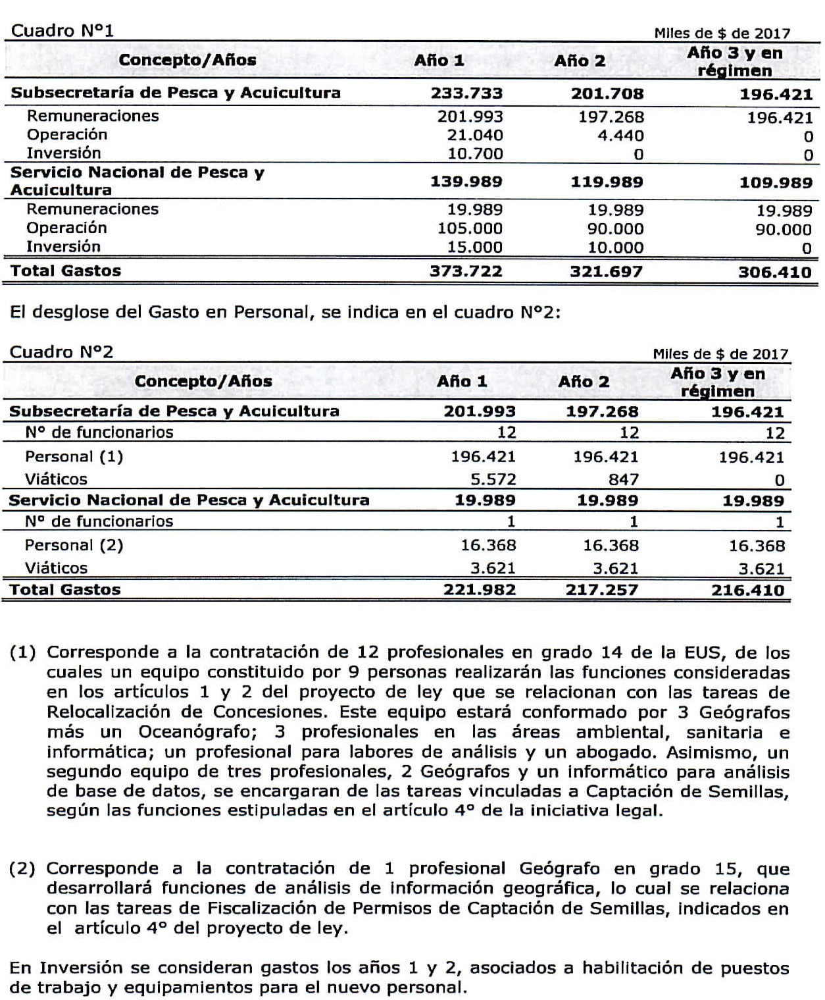 Cuadro Nº1 Miles de $ de 2017
Concepto/Años Año 1 Año 2 Año 3 y en
régimen
Subsecretaría de Pesca y Acuicultura 233.733 201.708 196.421
Remuneraciones 201.993 197.268 196.421
Operación 21.040 4.440 0
Inversión 10.700 0 0
Servicio Nacional de Pesca y
Acuicultura 139.989 119.989 109.989
Remuneraciones 19.989 19.989 19.989
Operación 105.000 90.000 90.000
Inversión 15.000 10.000 0
Total Gastos 373.722 321.697 306.410
El desglose del Gasto en Personal, se indica en el cuadro Nº2:
Cuadro Nº2 Miles de $ de 2017
Concepto/Años Año 1 Año 2 Año 3 y en
régimen
Subsecretaría de Pesca y Acuicultura 201.993 197.268 196.421
Nº de funcionarios 12 12 12
Personal (1) 196.421 196.421 196.421
Viáticos 5.572 847 0
Servicio Nacional de Pesca y Acuicultura 19.989 19.989 19.989
Nº de funcionarios 1 1 1
Personal (2) 16.368 16.368 16.368
Viáticos 3.621 3.621 3.621
Total Gastos 221.982 217.257 216.410
(1) Corresponde a la contratación de 12 profesionales en grado 14 de la EUS, de los
cuales un equipo constituido por 9 personas realizarán las funciones consideradas
en los artículos 1 y 2 del proyecto de ley que se relacionan con las tareas de
Relocalización de Concesiones. Este equipo estará conformado por 3 Geógrafos
más un Oceanógrafo; 3 profesionales en las áreas ambiental, sanitaria e
informática; un profesional para labores de análisis y un abogado. Asimismo, un
segundo equipo de tres profesionales, 2 Geógrafos y un informático para análisis
de base de datos, se encargaran de las tareas vinculadas a Captación de Semillas,
según las funciones estipuladas en el artículo 4º de la iniciativa legal.
(2) Corresponde a la contratación de 1 profesional Geógrafo en grado 15, que
desarrollará funciones de análisis de información geográfica, lo cual se relaciona
con las tareas de Fiscalización de Permisos de Captación de Semillas, indicados en
el artículo 4º del proyecto de ley.
En Inversión se consideran gastos los años 1 y 2, asociados a habilitación de puestos
de trabajo y equipamientos para el nuevo personal.